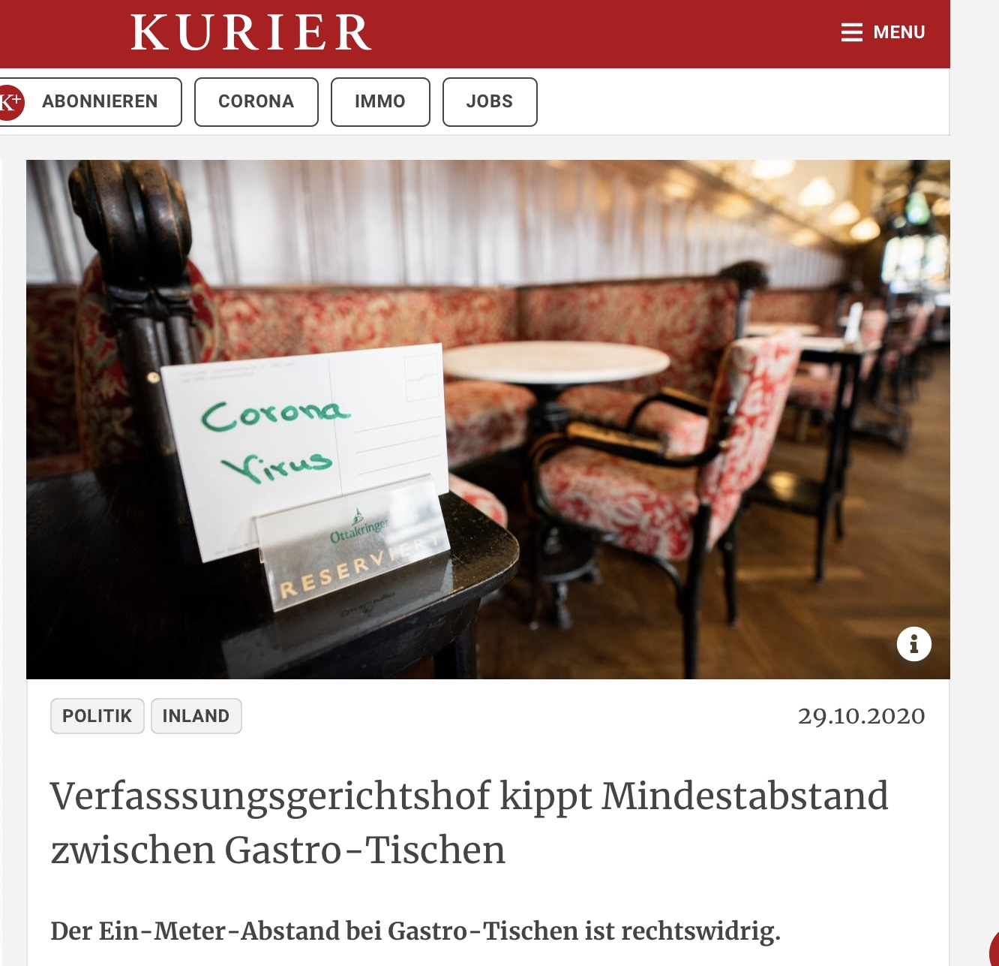 KURIER
MENU
K+ ABONNIEREN
CORONA
IMMO
JOBS
Corona
Virus
Ottakringer
RESERVIERT
POLITIK
INLAND
29.10.2020
Verfasssungsgerichtshof kippt Mindestabstand
zwischen Gastro-Tischen
Der Ein-Meter-Abstand bei Gastro-Tischen ist rechtswidrig.